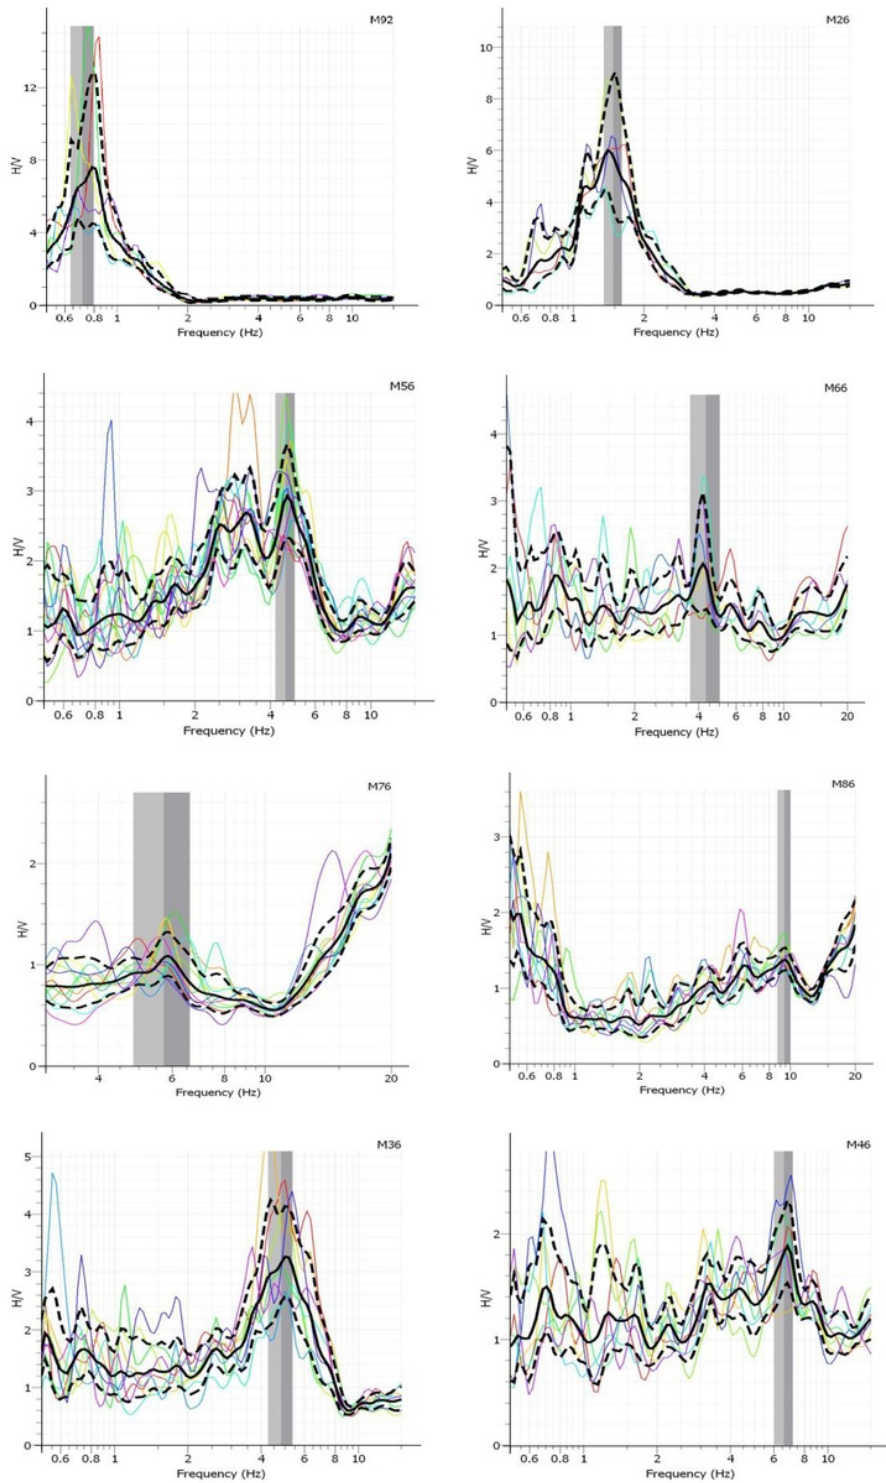 M92
H/V
12
8
4
0
0.6 0.8 1 2 4 6 8 10
Frequency (Hz)
M26
H/V
10
8
6
4
2
0
0.6 0.8 1 2 4 6 8 10
Frequency (Hz)
M56
H/V
4
3
2
1
0
0.6 0.8 1 2 4 6 8 10
Frequency (Hz)
M66
H/V
4
3
2
1
0
0.6 0.8 1 2 4 6 8 10 20
Frequency (Hz)
M76
H/V
2
1
0
4 6 8 10 20
Frequency (Hz)
M86
H/V
3
2
1
0
0.6 0.8 1 2 4 6 8 10 20
Frequency (Hz)
M36
H/V
5
4
3
2
1
0
0.6 0.8 1 2 4 6 8 10
Frequency (Hz)
M46
H/V
2
1
0
0.6 0.8 1 2 4 6 8 10
Frequency (Hz)